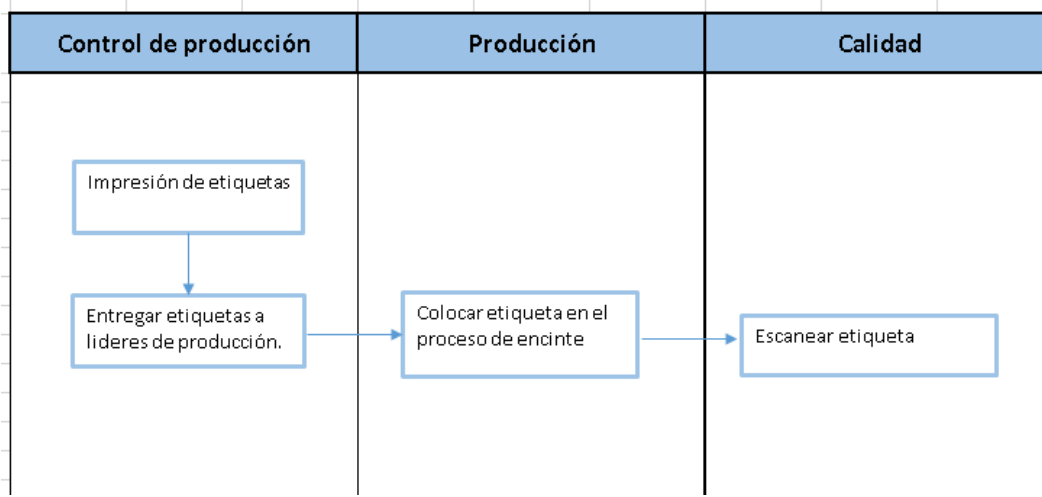 Control de producción
Producción
Calidad
Impresión de etiquetas
Entregar etiquetas a
lideres de producción.
Colocar etiqueta en el
proceso de encinte
Escanear etiqueta